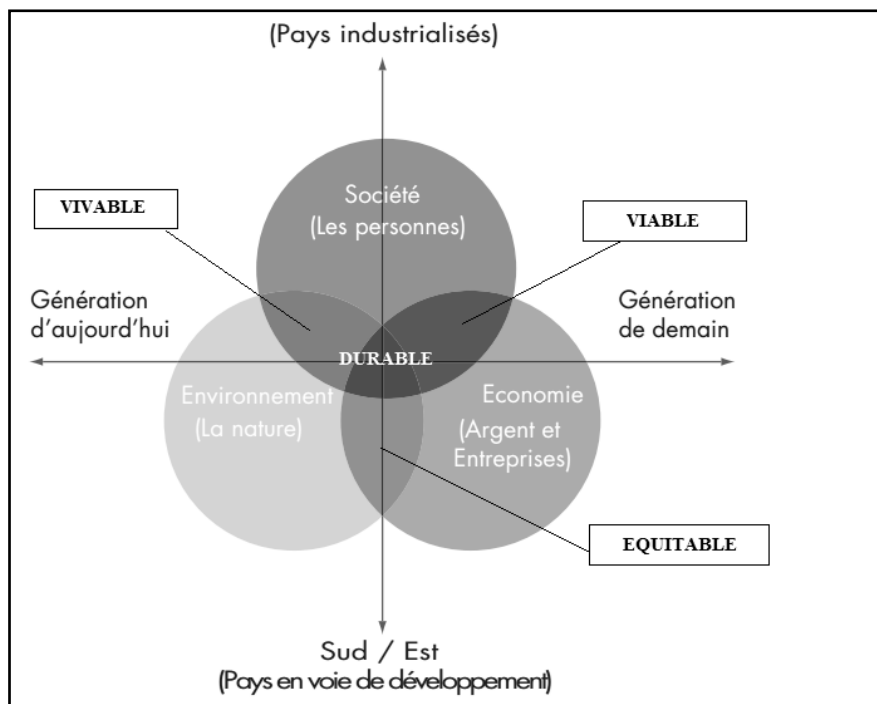 (Pays industrialisés)
Société
(Les personnes)
VIVABLE
VIABLE
Génération
d'aujourd'hui
Génération
de demain
DURABLE
Environnement
(La nature)
Economie
(Argent et
Entreprises)
EQUITABLE
Sud / Est
(Pays en voie de développement)